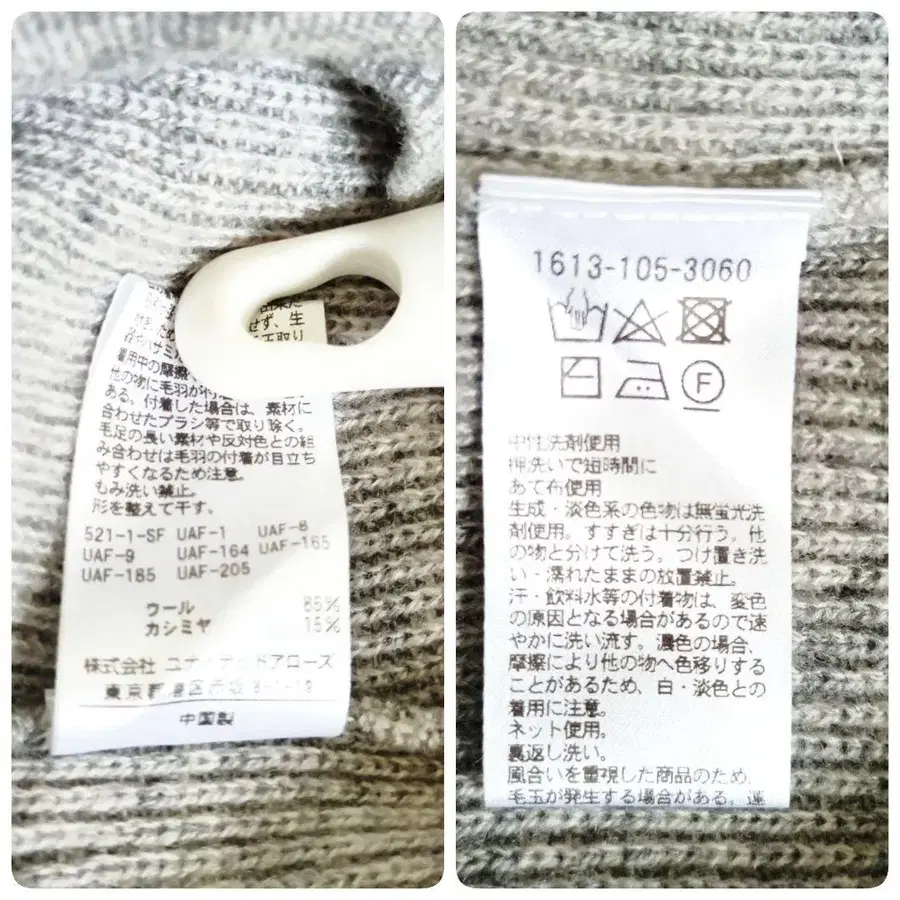 せず、生
着用中の摩擦
他の物に毛羽が付
ある。付着した場合は、素材に
合わせたブラシ等で取り除く。
毛足の長い素材や反対色との組
み合わせは毛羽の付着が目立ち
やすくなるため注意。
もみ洗い禁止。
形を整えて干す。
521-1-SF UAF-1 UAF-8
UAF-9 UAF-164 UAF-165
UAF-185 UAF-205
ウール 85%
カシミヤ 15%
株式会社 ユナイテッドアローズ
東京都港区赤坂8-1-19
中国製
1613-105-3060
F
中性洗剤使用
押洗いで短時間に
あて布使用
生成・淡色系の色物は無蛍光洗
剤使用。すすぎは十分行う。他
の物と分けて洗う。つけ置き洗
い・濡れたままの放置禁止。
汗・飲料水等の付着物は、変色
の原因となる場合があるので速
やかに洗い流す。濃色の場合、
摩擦により他の物へ色移りする
ことがあるため、白・淡色との
着用に注意。
ネット使用。
裏返し洗い。
風合いを重視した商品のため、
毛玉が発生する場合がある。連